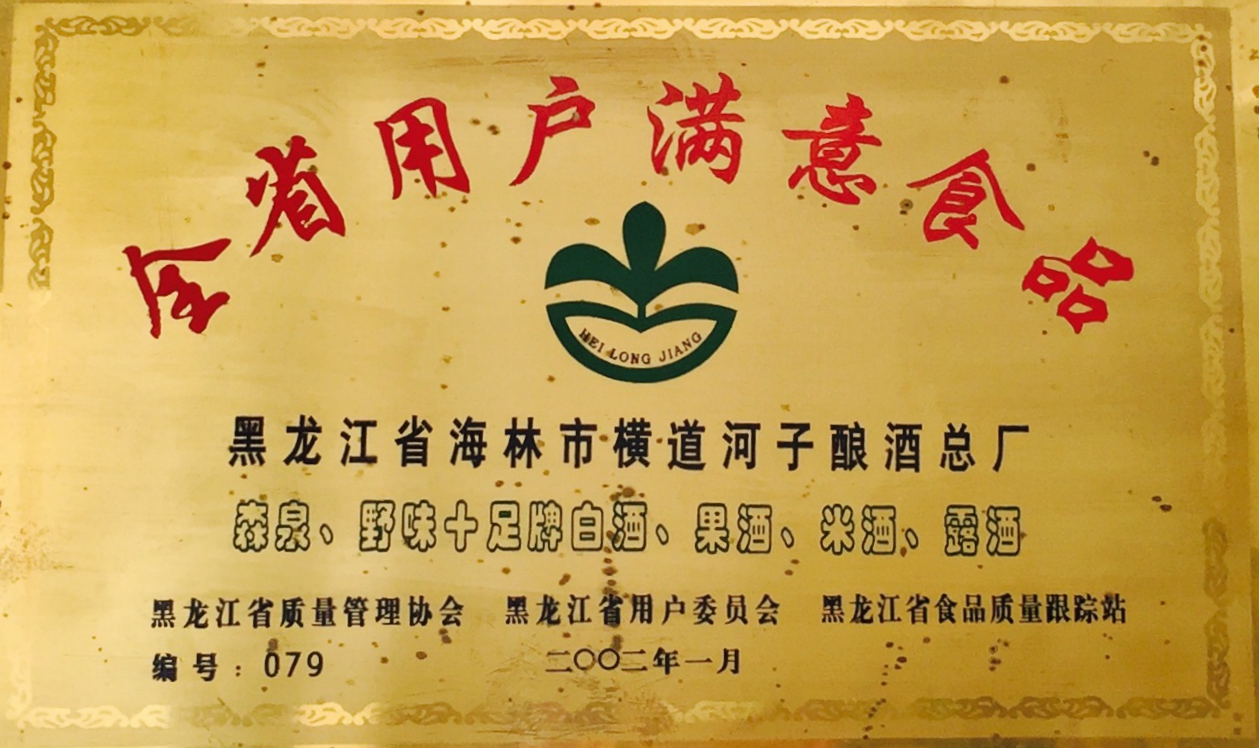 全省用户满意食品
HEI LONG JIANG
黑龙江省海林市横道河子酿酒总厂
森泉、野味十足牌白酒、果酒、米酒、露酒
黑龙江省质量管理协会 黑龙江省用户委员会 黑龙江省食品质量跟踪站
编号：079 二〇〇二年一月